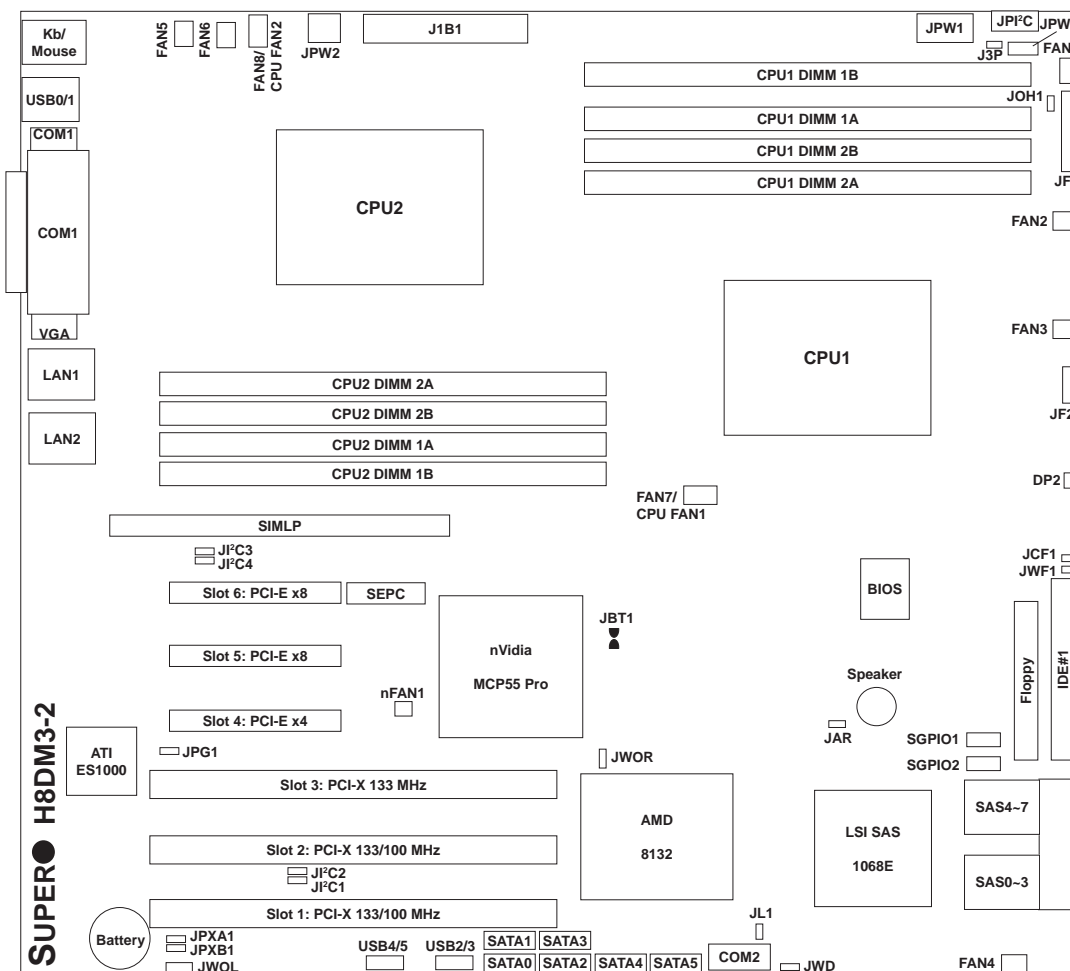 Kb/
Mouse
FAN5
FAN6
FAN8/
CPU FAN2
JPW2
J1B1
JPW1
JPI²C
JPW
J3P
FAN
USB0/1
COM1
CPU1 DIMM 1B
JOH1
CPU1 DIMM 1A
CPU1 DIMM 2B
CPU1 DIMM 2A
JF
CPU2
COM1
FAN2
VGA
FAN3
LAN1
CPU1
CPU2 DIMM 2A
CPU2 DIMM 2B
JF2
LAN2
CPU2 DIMM 1A
CPU2 DIMM 1B
DP2
FAN7/
CPU FAN1
SIMLP
JI²C3
JI²C4
JCF1
JWF1
Slot 6: PCI-E x8
SEPC
BIOS
JBT1
nVidia
MCP55 Pro
Slot 5: PCI-E x8
Floppy
IDE#1
Speaker
nFAN1
Slot 4: PCI-E x4
JAR
SGPIO1
SGPIO2
JPG1
ATI
ES1000
JWOR
SUPER H8DM3-2
Slot 3: PCI-X 133 MHz
AMD
8132
LSI SAS
1068E
SAS4~7
Slot 2: PCI-X 133/100 MHz
JI²C2
JI²C1
SAS0~3
Slot 1: PCI-X 133/100 MHz
JL1
Battery
JPXA1
JPXB1
JWOL
USB4/5
USB2/3
SATA1
SATA3
SATA0
SATA2
SATA4
SATA5
COM2
JWD
FAN4